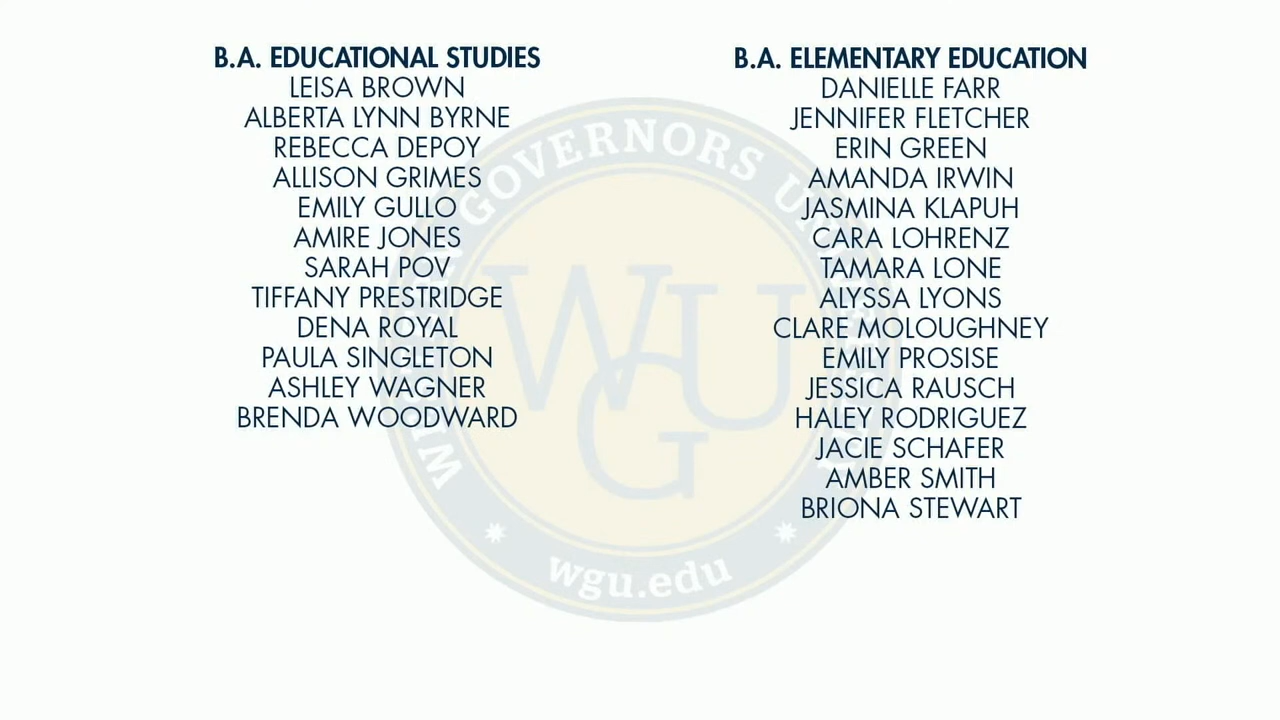 B.A. EDUCATIONAL STUDIES
LEISA BROWN
ALBERTA LYNN BYRNE
REBECCA DEPOY
ALLISON GRIMES
EMILY GULLO
AMIRE JONES
SARAH POV
TIFFANY PRESTRIDGE
DENA ROYAL
PAULA SINGLETON
ASHLEY WAGNER
BRENDA WOODWARD
B.A. ELEMENTARY EDUCATION
DANIELLE FARR
JENNIFER FLETCHER
ERIN GREEN
AMANDA IRWIN
JASMINA KLAPUH
CARA LOHRENZ
TAMARA LONE
ALYSSA LYONS
CLARE MOLOUGHNEY
EMILY PROSISE
JESSICA RAUSCH
HALEY RODRIGUEZ
JACIE SCHAFER
AMBER SMITH
BRIONA STEWART
GOVERNORS
WGU
wgu.edu